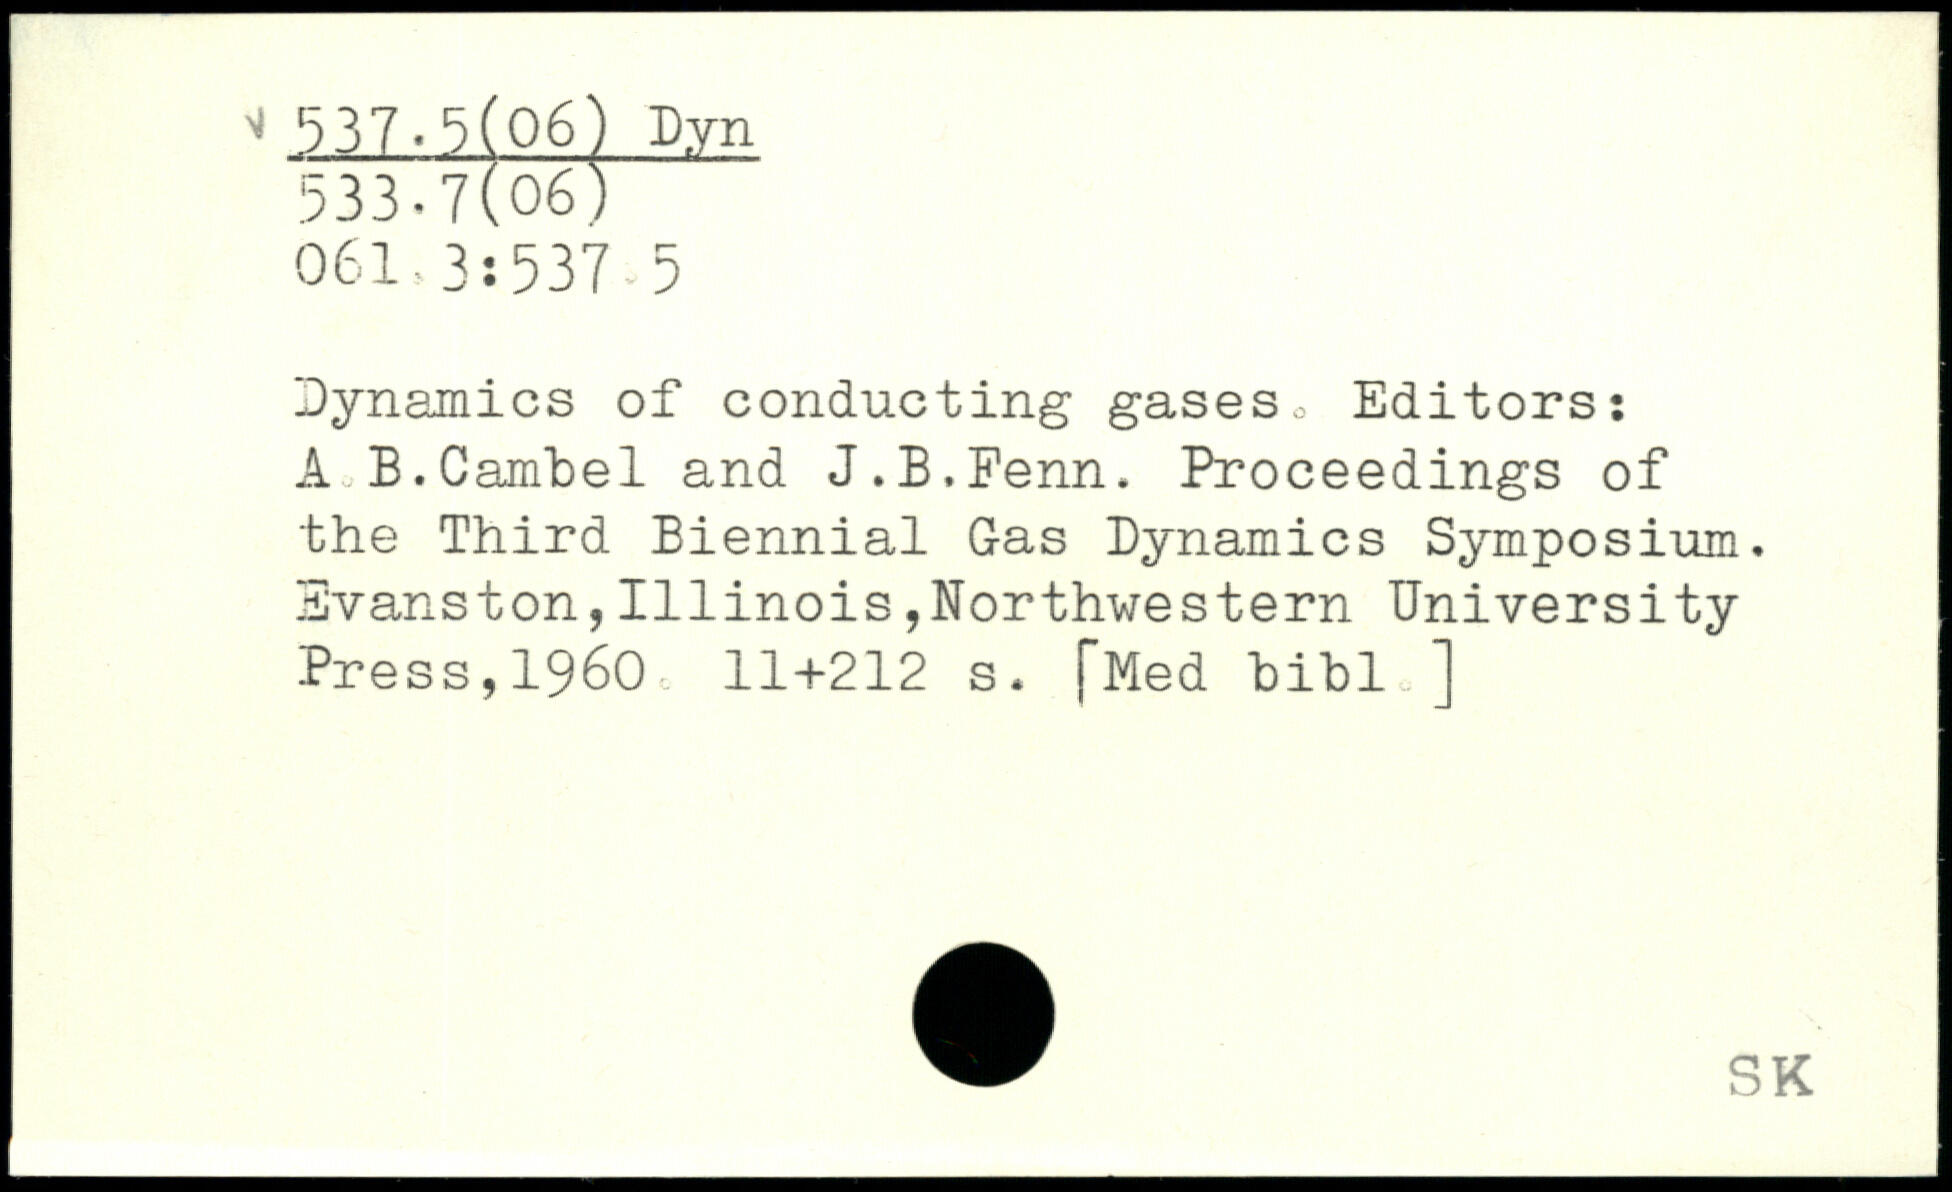 537.5(06) Dyn
533.7(06)
061.3:537.5
Dynamics of conducting gases. Editors:
A.B.Cambel and J.B.Fenn. Proceedings of
the Third Biennial Gas Dynamics Symposium.
Evanston,Illinois,Northwestern University
Press,1960. 11+212 s. [Med bibl.]
SK